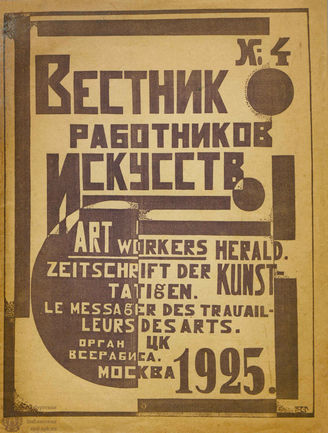 № 4
ВЕСТНИК
РАБОТНИКОВ
ИСКУССТВ
ART WORKERS HERALD.
ZEITSCHRIFT DER KUNST-
TATIGEN.
LE MESSAGER DES TRAVAIL-
LEURS DES ARTS.
ОРГАН ЦК
ВСЕРАБИСА.
МОСКВА 1925.